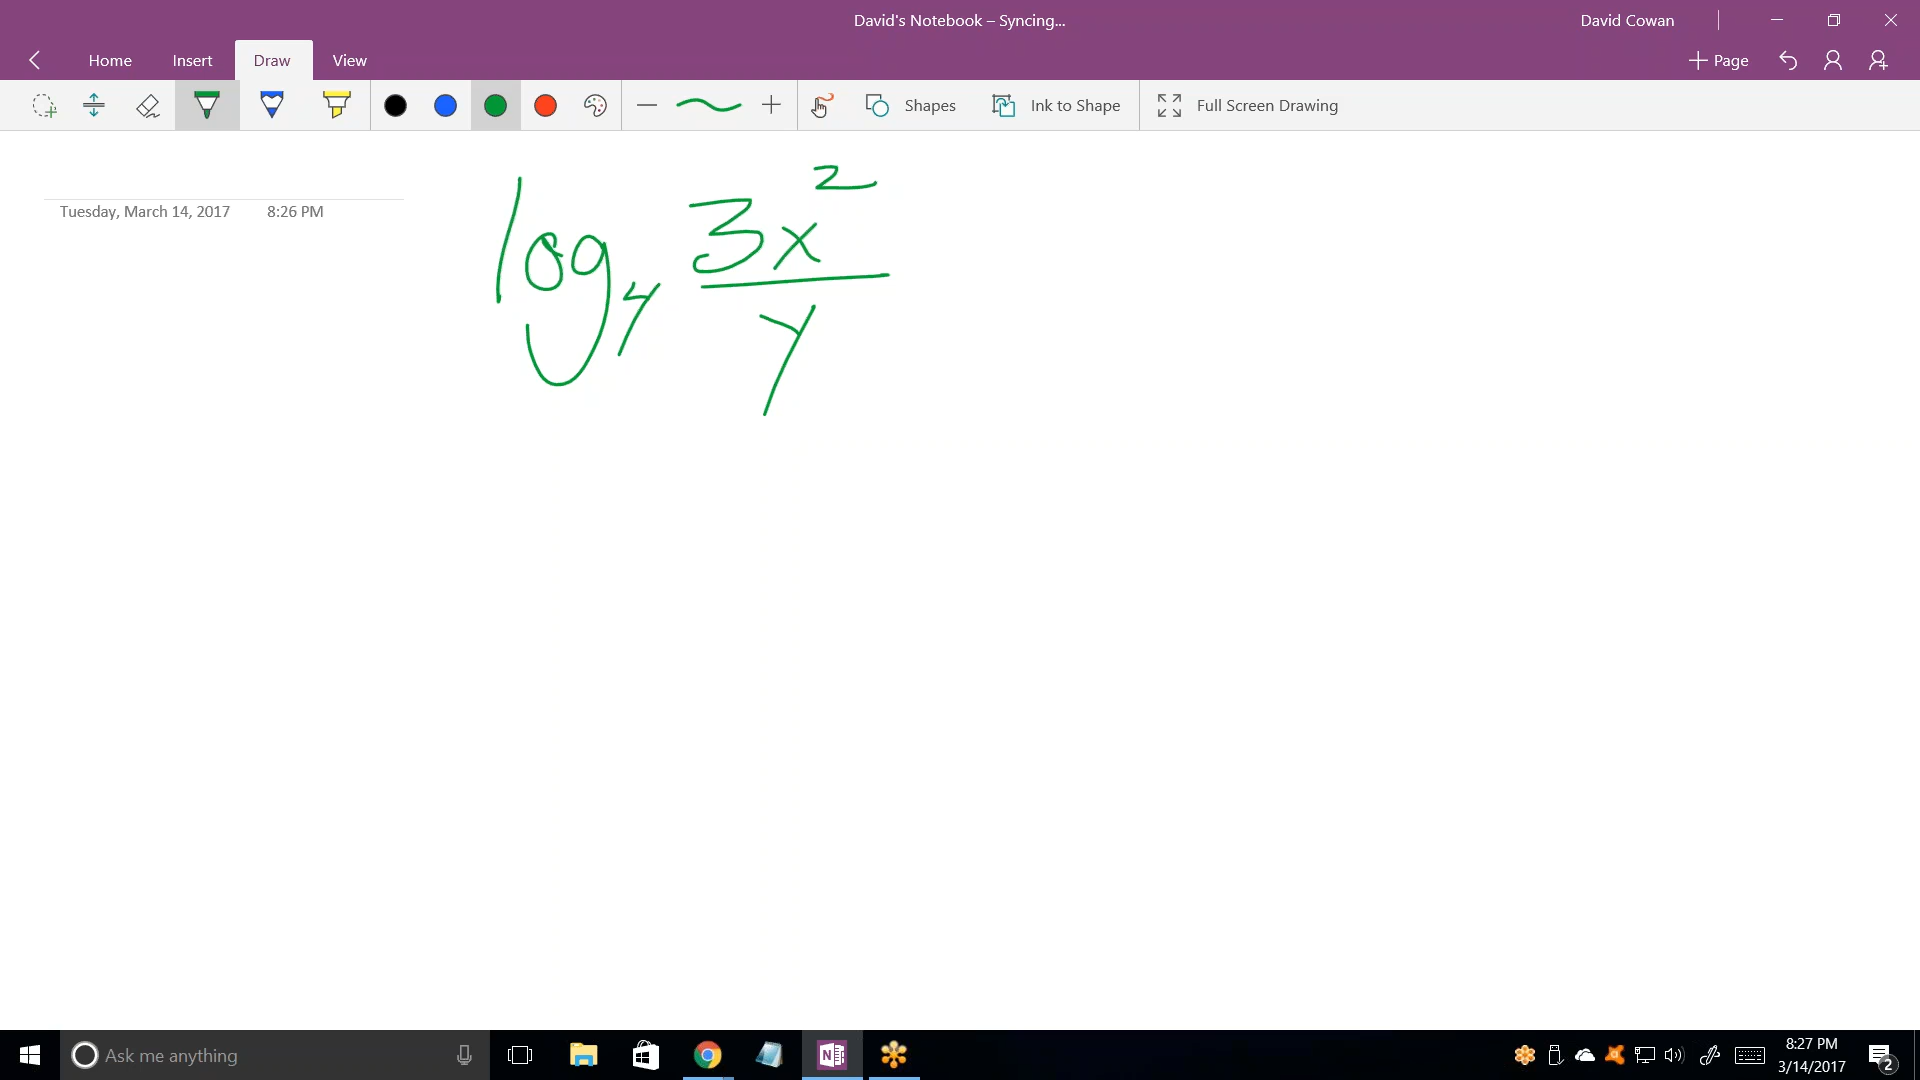 David's Notebook – Syncing...
David Cowan
Home Insert Draw View
Page
Shapes Ink to Shape Full Screen Drawing
Tuesday, March 14, 2017 8:26 PM
log₄ 3x²
y
Ask me anything
8:27 PM
3/14/2017
2